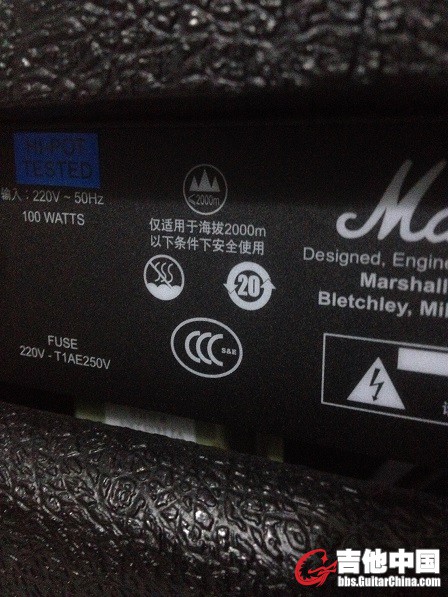 HI-POT
TESTED
输入：220V ~ 50Hz
100 WATTS
≤2000m
仅适用于海拔2000m
以下条件下安全使用
20
CCC
S&E
FUSE
220V - T1AE250V
Ma
Designed, Engine
Marshall
Bletchley, Mil
吉他中国
bbs.GuitarChina.com